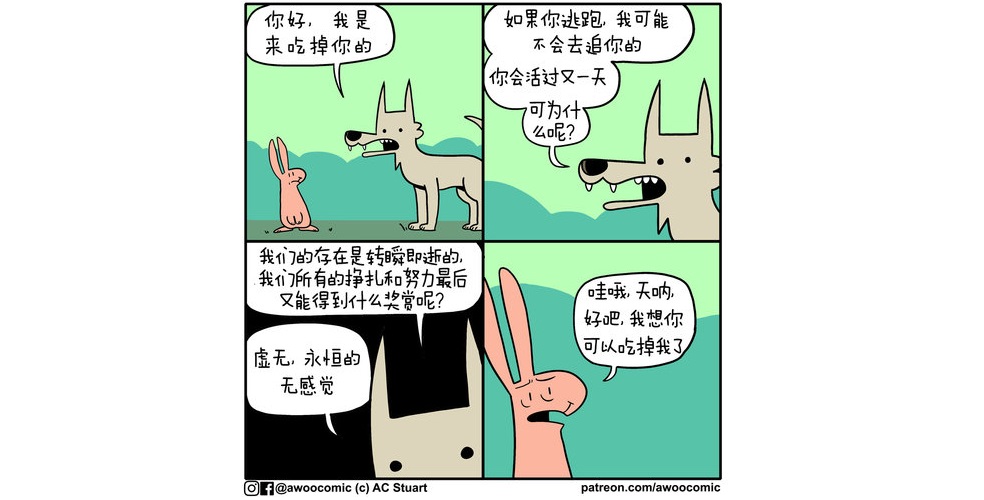 你好, 我是
来吃掉你的
如果你逃跑, 我可能
不会去追你的
你会活过又一天
可为什
么呢?
我们的存在是转瞬即逝的,
我们所有的挣扎和努力最后
又能得到什么奖赏呢?
虚无, 永恒的
无感觉
哇哦, 天呐,
好吧, 我想你
可以吃掉我了
@awoocomic (c) AC Stuart
patreon.com/awoocomic